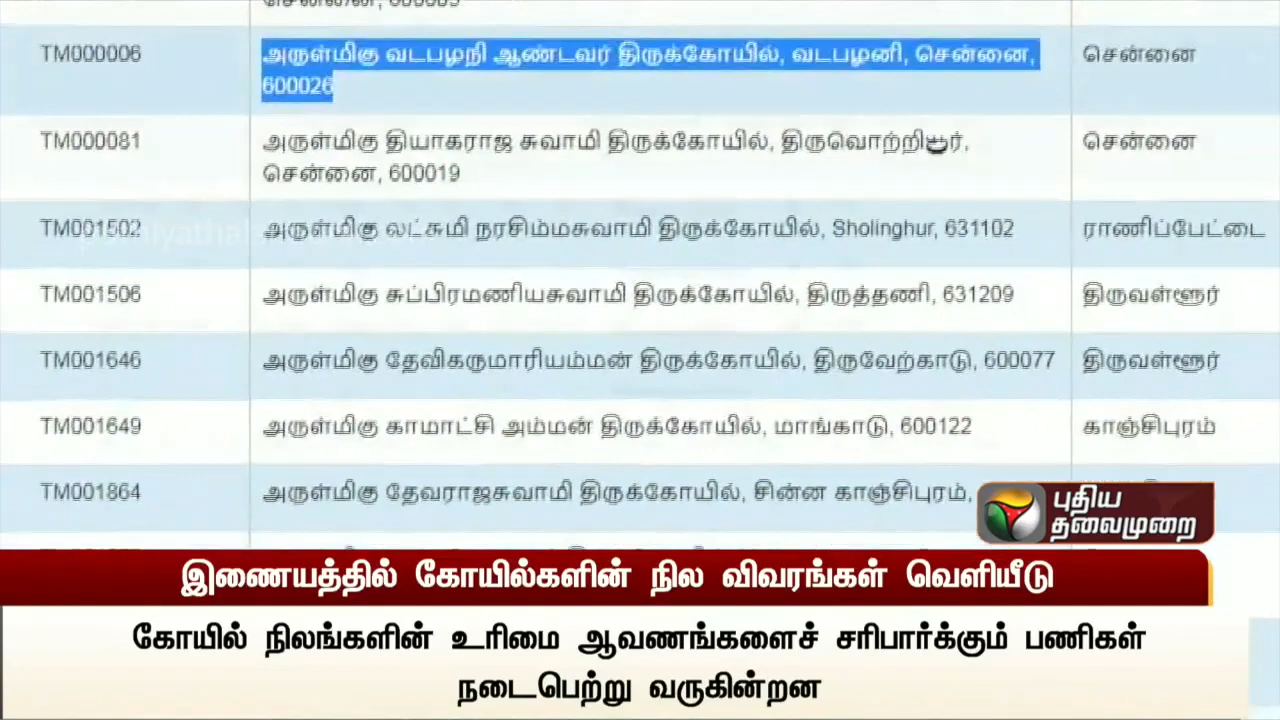 சென்னை, 600005
TM000006
அருள்மிகு வடபழநி ஆண்டவர் திருக்கோயில், வடபழனி, சென்னை,
600026
சென்னை
TM000081
அருள்மிகு தியாகராஜ சுவாமி திருக்கோயில், திருவொற்றியூர்,
சென்னை, 600019
சென்னை
TM001502
அருள்மிகு லட்சுமி நரசிம்மசுவாமி திருக்கோயில், Sholinghur, 631102
ராணிப்பேட்டை
TM001506
அருள்மிகு சுப்பிரமணியசுவாமி திருக்கோயில், திருத்தணி, 631209
திருவள்ளூர்
TM001646
அருள்மிகு தேவிகருமாரியம்மன் திருக்கோயில், திருவேற்காடு, 600077
திருவள்ளூர்
TM001649
அருள்மிகு காமாட்சி அம்மன் திருக்கோயில், மாங்காடு, 600122
காஞ்சிபுரம்
TM001864
அருள்மிகு தேவராஜசுவாமி திருக்கோயில், சின்ன காஞ்சிபுரம்,
புதிய
தலைமுறை
இணையத்தில் கோயில்களின் நில விவரங்கள் வெளியீடு
கோயில் நிலங்களின் உரிமை ஆவணங்களைச் சரிபார்க்கும் பணிகள்
நடைபெற்று வருகின்றன